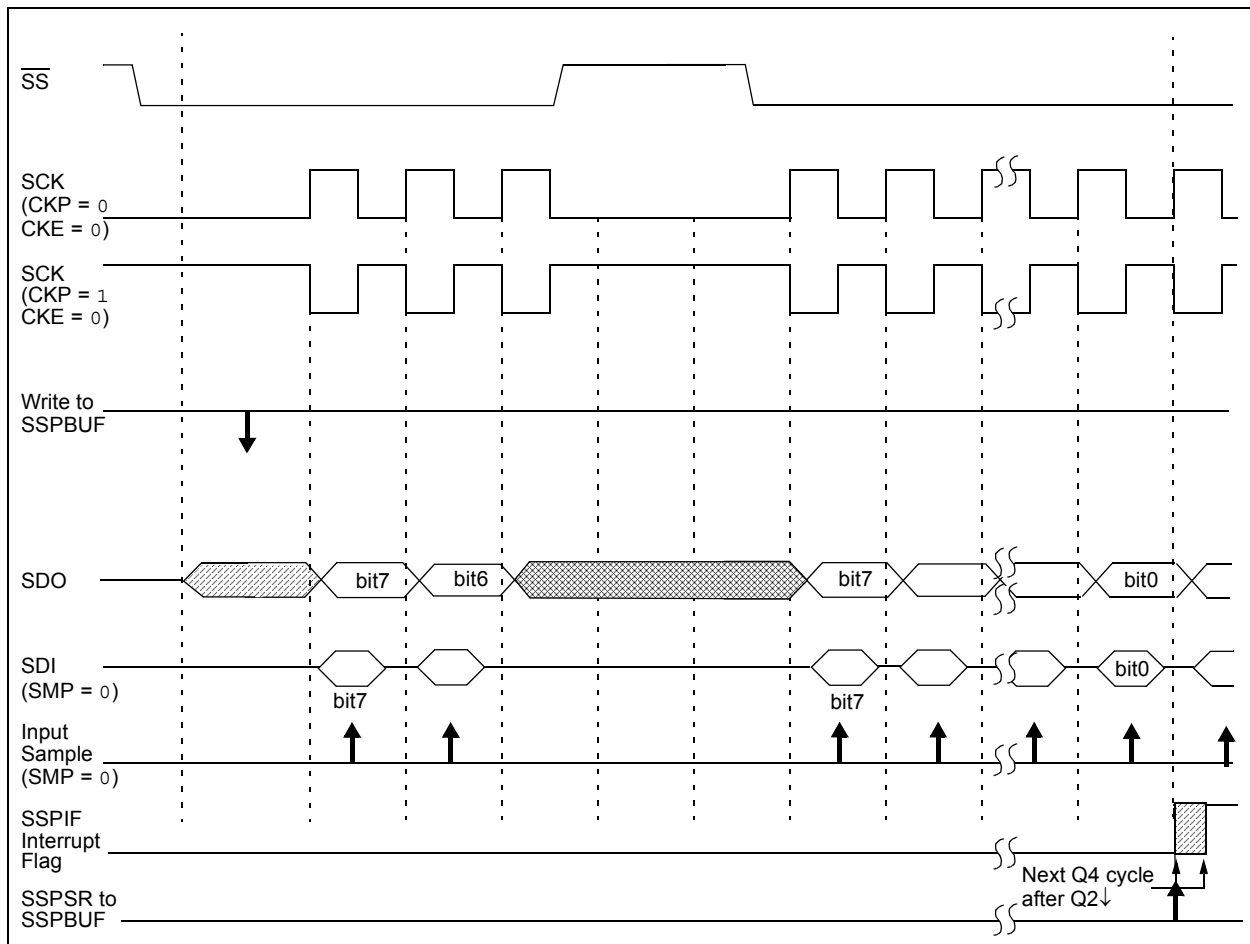 SS
SCK
(CKP = 0
CKE = 0)
SCK
(CKP = 1
CKE = 0)
Write to
SSPBUF
SDO
bit7
bit6
bit7
bit0
SDI
(SMP = 0)
bit7
bit7
bit0
Input
Sample
(SMP = 0)
SSPIF
Interrupt
Flag
Next Q4 cycle
after Q2↓
SSPSR to
SSPBUF